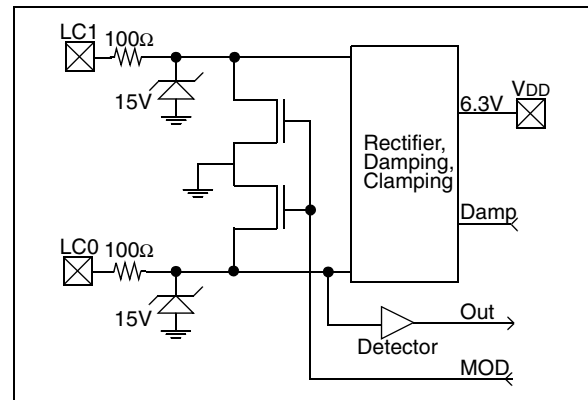 LC1
100Ω
15V
6.3V
VDD
Rectifier,
Damping,
Clamping
Damp
LC0 100Ω
15V
Out
Detector
MOD